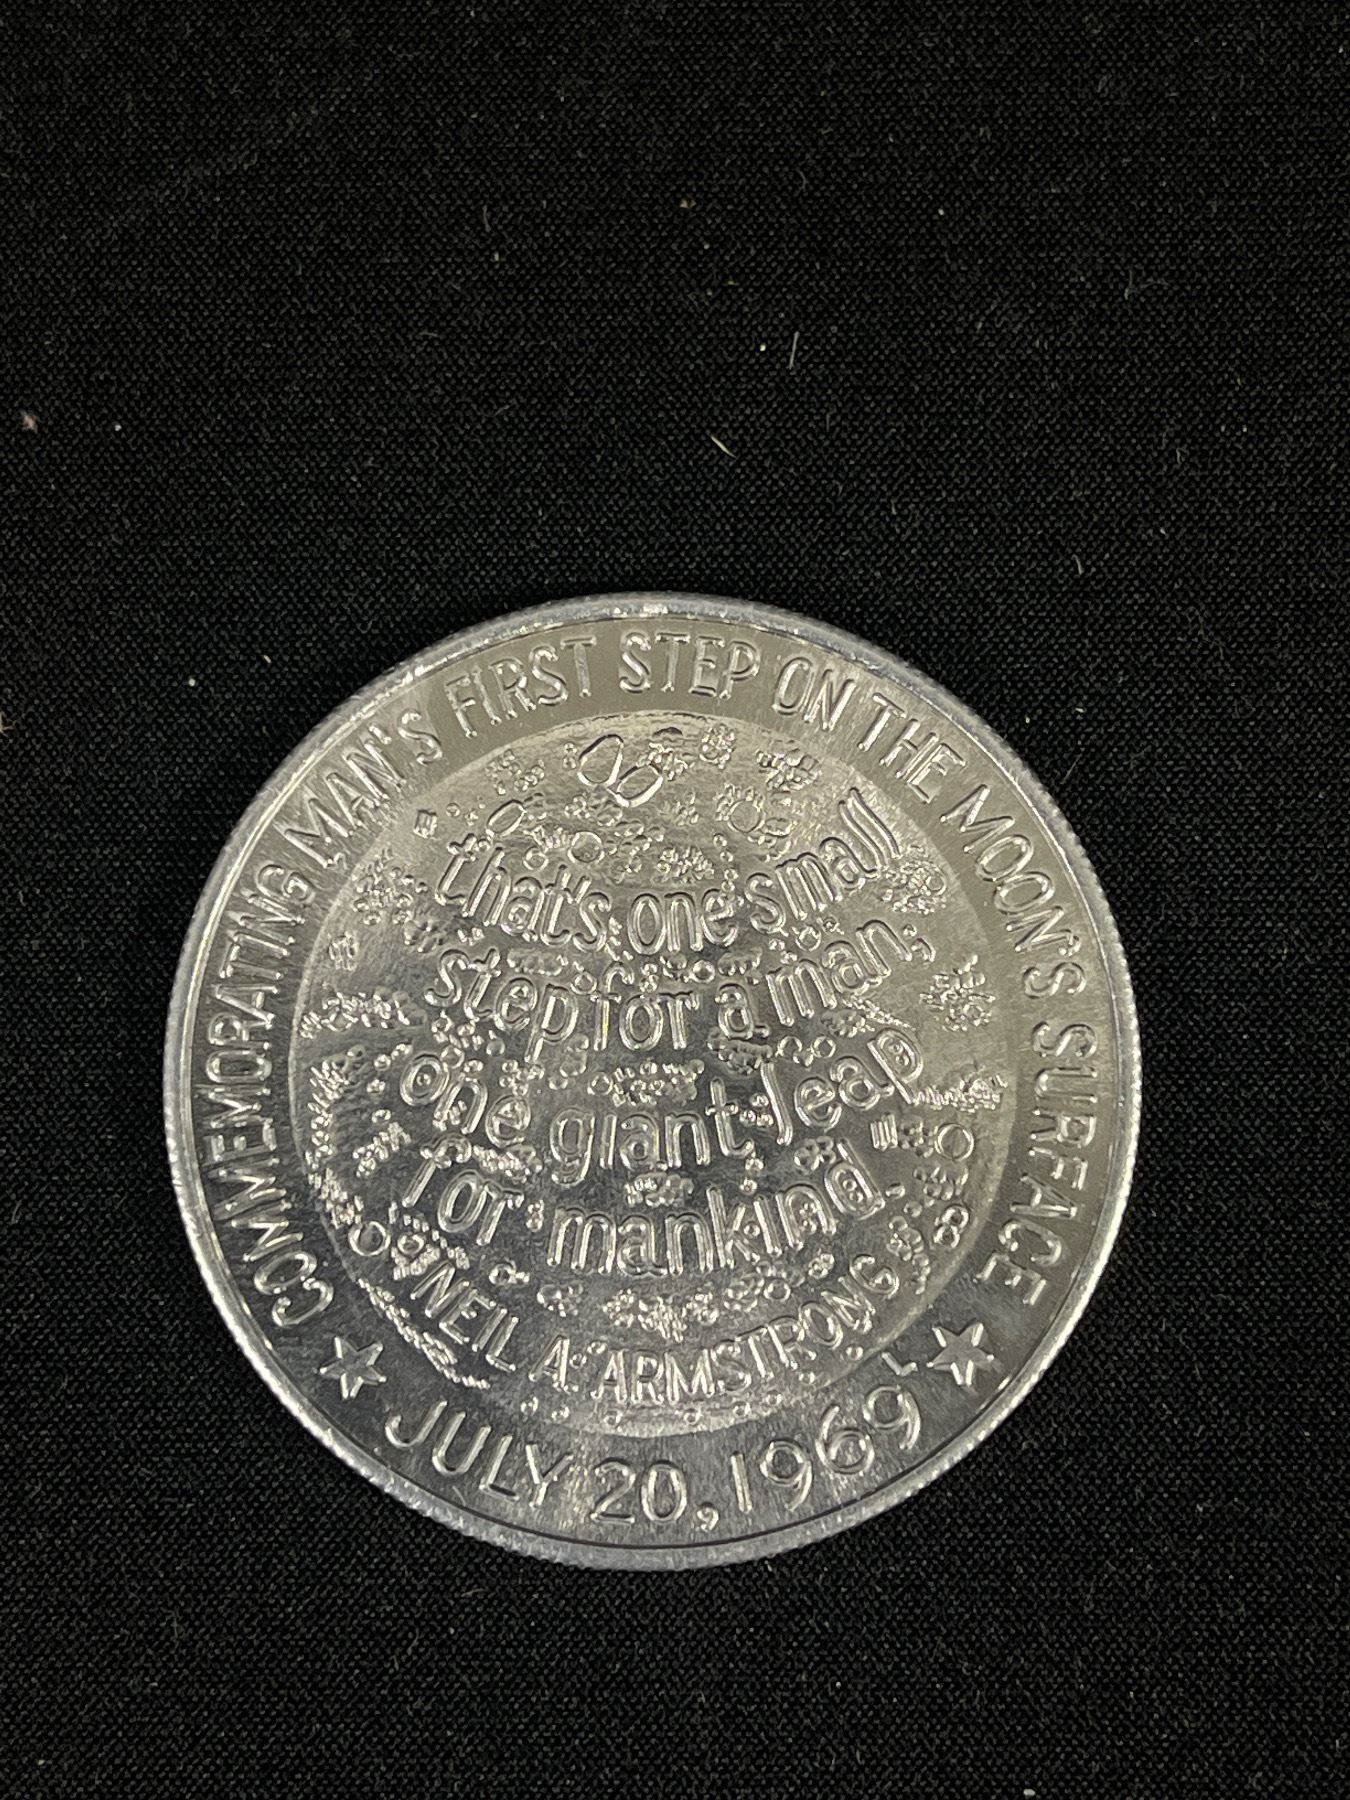 COMMEMORATING MAN'S FIRST STEP ON THE MOON'S SURFACE
that's one small
step for a man,
one giant leap
for mankind.
NEIL A. ARMSTRONG
JULY 20, 1969
L